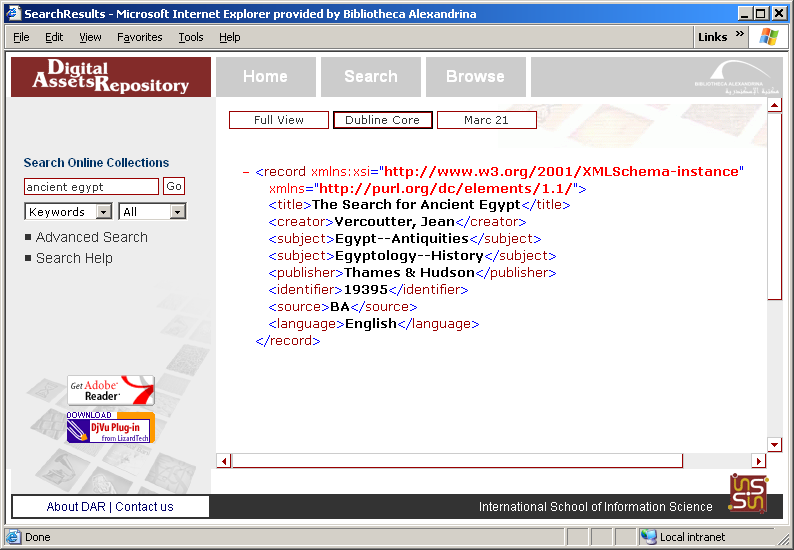 SearchResults - Microsoft Internet Explorer provided by Bibliotheca Alexandrina
File Edit View Favorites Tools Help Links »
Digital
Assets Repository
Home Search Browse
BIBLIOTHECA ALEXANDRINA
مكتبة الإسكندرية
Full View Dubline Core Marc 21
Search Online Collections
ancient egypt Go
Keywords All
Advanced Search
Search Help
Get Adobe
Reader
DOWNLOAD
DjVu Plug-in
from LizardTech
- <record xmlns:xsi="http://www.w3.org/2001/XMLSchema-instance"
xmlns="http://purl.org/dc/elements/1.1/">
<title>The Search for Ancient Egypt</title>
<creator>Vercoutter, Jean</creator>
<subject>Egypt--Antiquities</subject>
<subject>Egyptology--History</subject>
<publisher>Thames & Hudson</publisher>
<identifier>19395</identifier>
<source>BA</source>
<language>English</language>
</record>
About DAR | Contact us
International School of Information Science
Done Local intranet